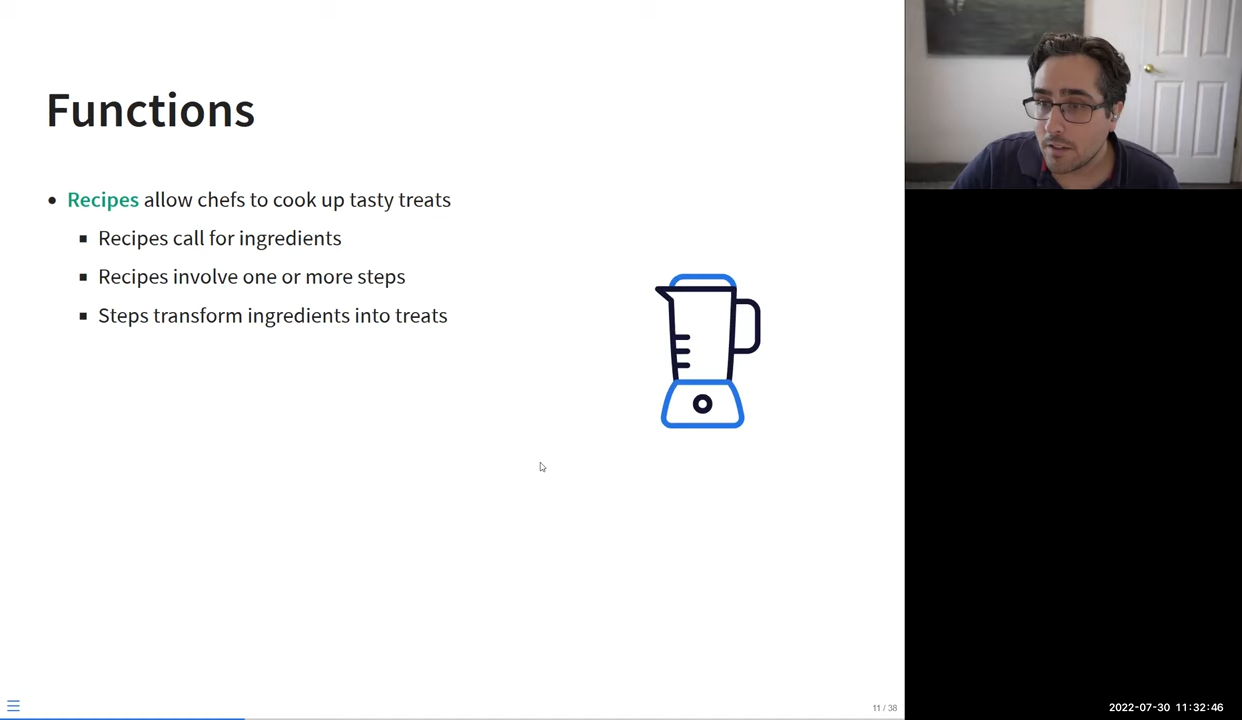 Functions
Recipes allow chefs to cook up tasty treats
Recipes call for ingredients
Recipes involve one or more steps
Steps transform ingredients into treats
11 / 38
2022-07-30 11:32:46